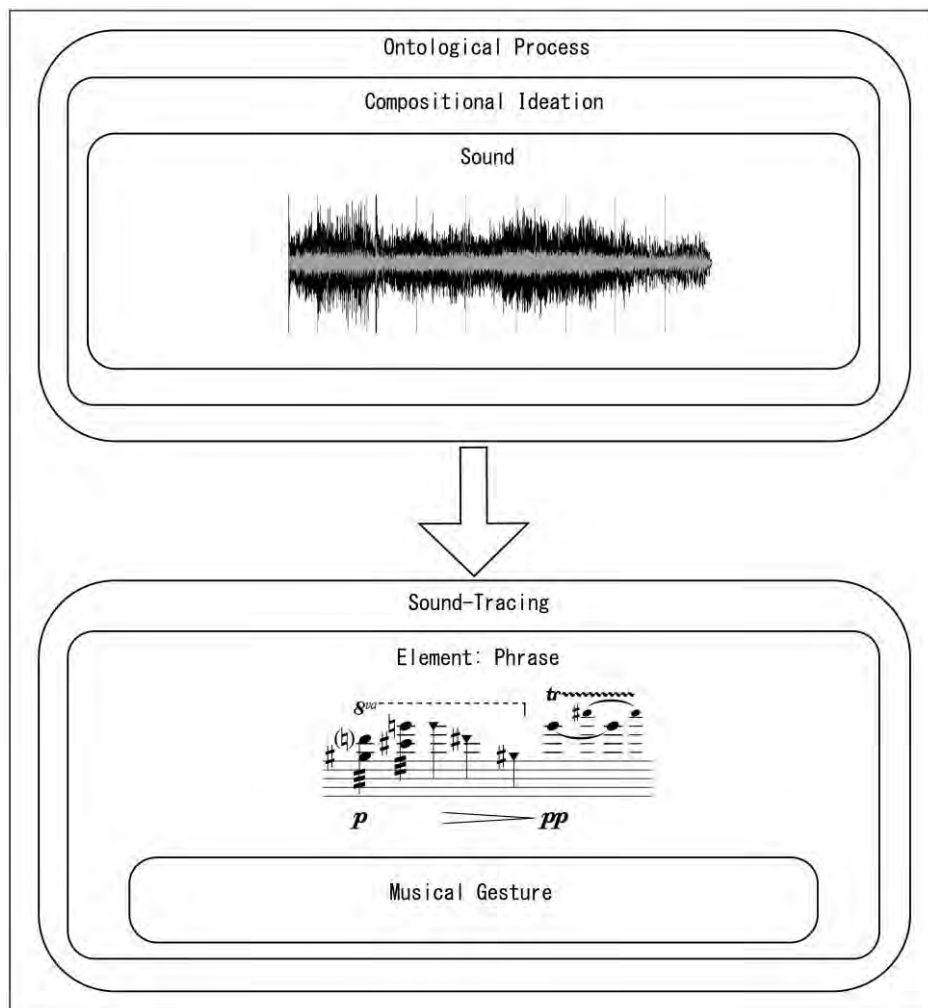 Ontological Process
Compositional Ideation
Sound
Sound-Tracing
Element: Phrase
8va
tr
p
pp
Musical Gesture